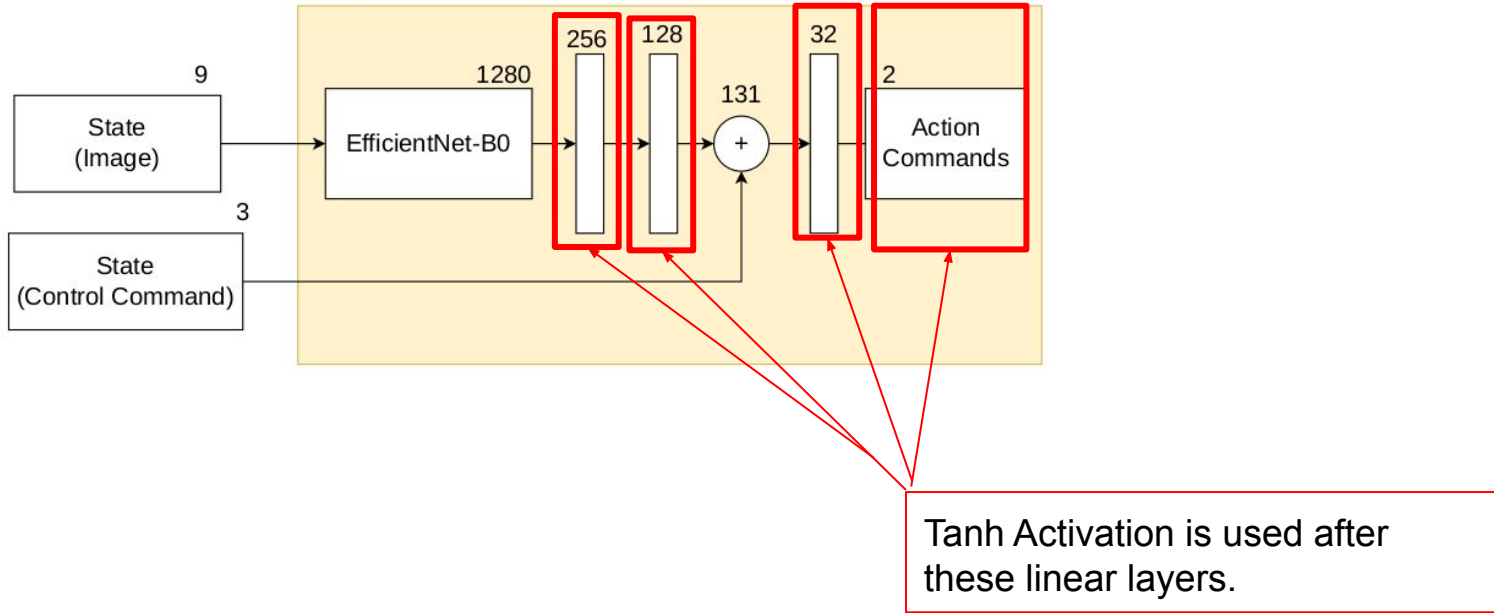 9
State
(Image)
3
State
(Control Command)
1280
EfficientNet-B0
256
128
131
+
32
2
Action
Commands
Tanh Activation is used after
these linear layers.